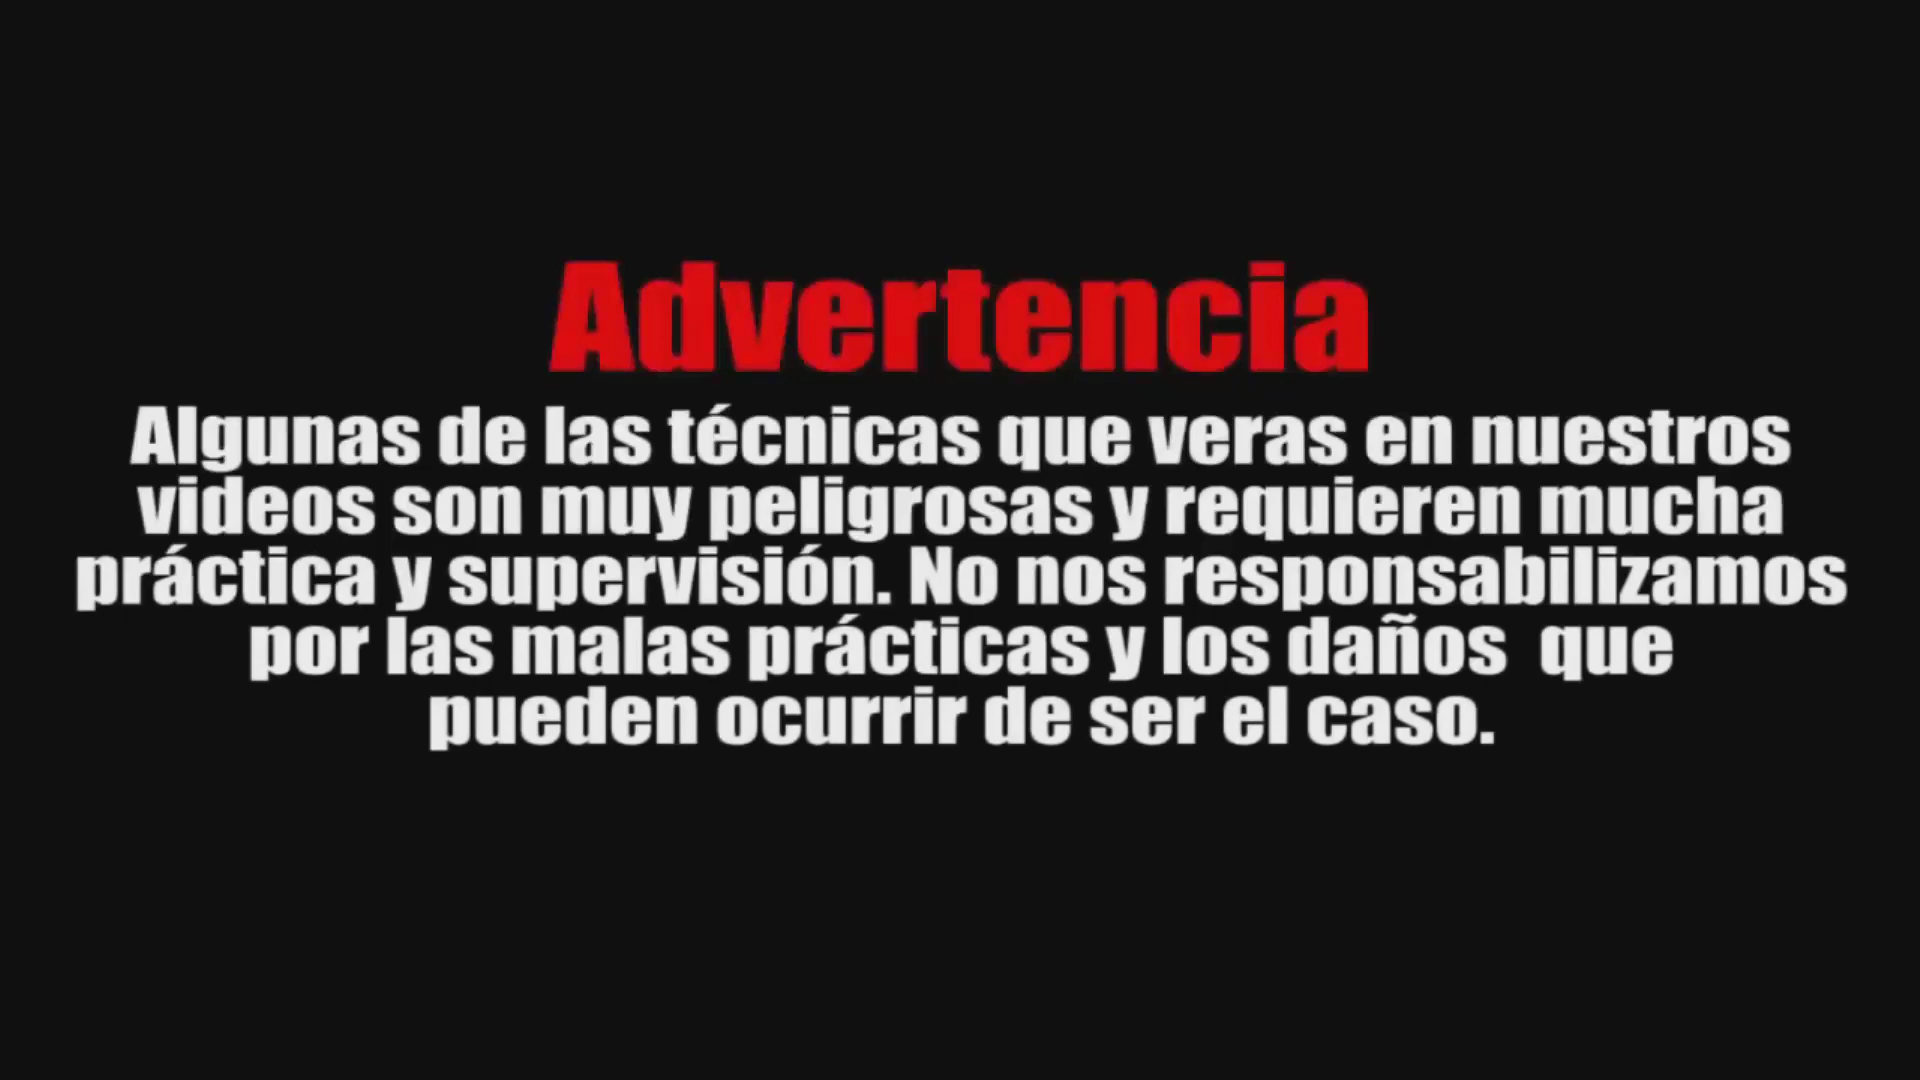 Advertencia
Algunas de las técnicas que veras en nuestros
videos son muy peligrosas y requieren mucha
práctica y supervisión. No nos responsabilizamos
por las malas prácticas y los daños  que
pueden ocurrir de ser el caso.